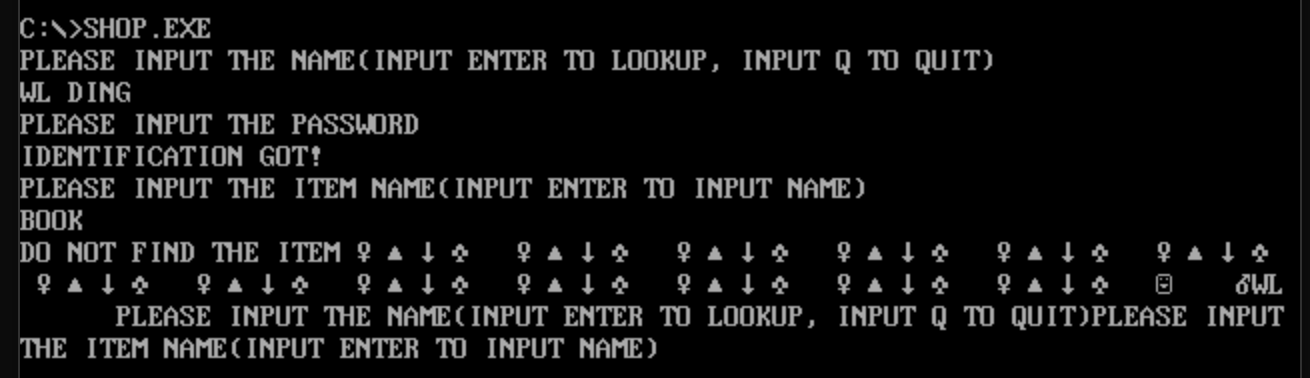 C:\>SHOP.EXE
PLEASE INPUT THE NAME(INPUT ENTER TO LOOKUP, INPUT Q TO QUIT)
WL DING
PLEASE INPUT THE PASSWORD
IDENTIFICATION GOT!
PLEASE INPUT THE ITEM NAME(INPUT ENTER TO INPUT NAME)
BOOK
DO NOT FIND THE ITEM ♀ ▲ ↓ ♧ ♀ ▲ ↓ ♧ ♀ ▲ ↓ ♧ ♀ ▲ ↓ ♧ ♀ ▲ ↓ ♧ ♀ ▲ ↓ ♧
♀ ▲ ↓ ♧ ♀ ▲ ↓ ♧ ♀ ▲ ↓ ♧ ♀ ▲ ↓ ♧ ♀ ▲ ↓ ♧ ♀ ▲ ↓ ♧ ♀ ▲ ↓ ♧ ☺ ♂WL
PLEASE INPUT THE NAME(INPUT ENTER TO LOOKUP, INPUT Q TO QUIT)PLEASE INPUT
THE ITEM NAME(INPUT ENTER TO INPUT NAME)